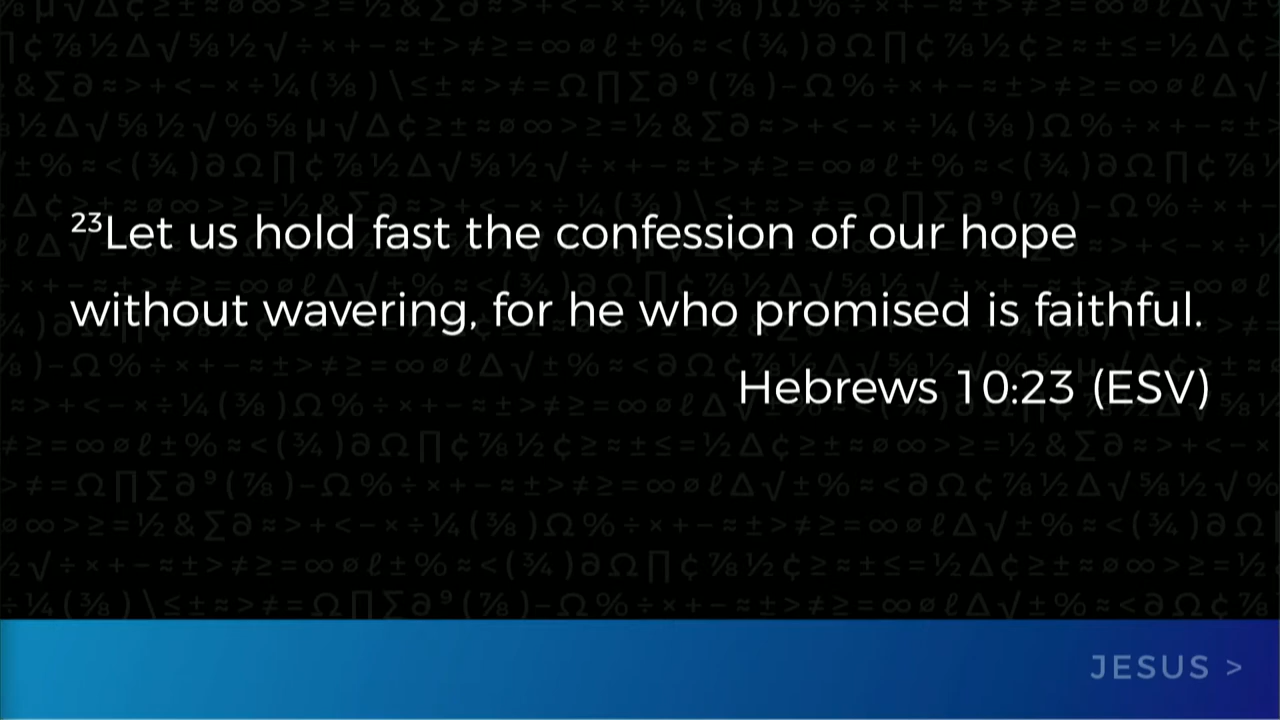 ²³Let us hold fast the confession of our hope
without wavering, for he who promised is faithful.
Hebrews 10:23 (ESV)
JESUS >